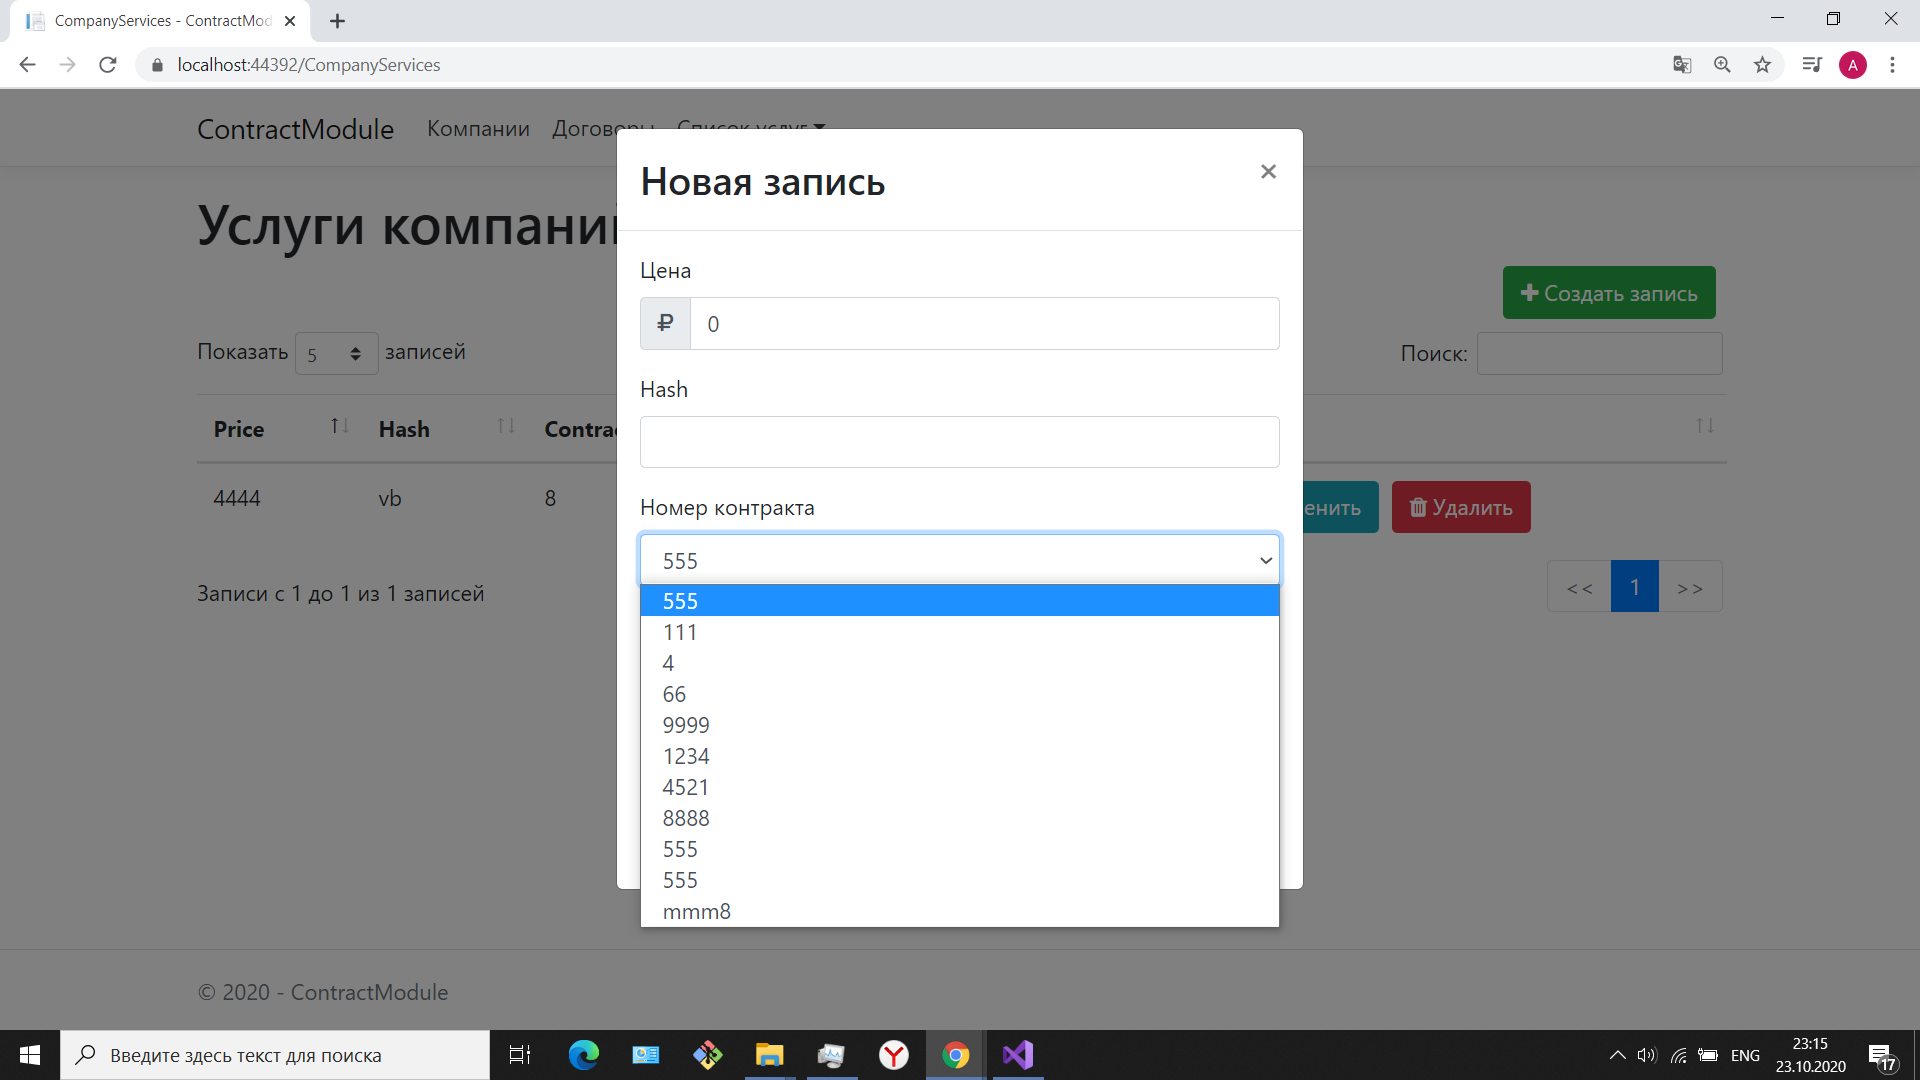 CompanyServices - ContractMod
localhost:44392/CompanyServices
A
ContractModule Компании Договоры Список услуг
Новая запись
Услуги компаний
Цена
₽ 0
Создать запись
Показать 5 записей
Поиск:
Hash
Price Hash Contrac
4444 vb 8
Номер контракта
енить Удалить
555
Записи с 1 до 1 из 1 записей
<< 1 >>
555
111
4
66
9999
1234
4521
8888
555
555
mmm8
© 2020 - ContractModule
Введите здесь текст для поиска
ENG
23:15
23.10.2020
17